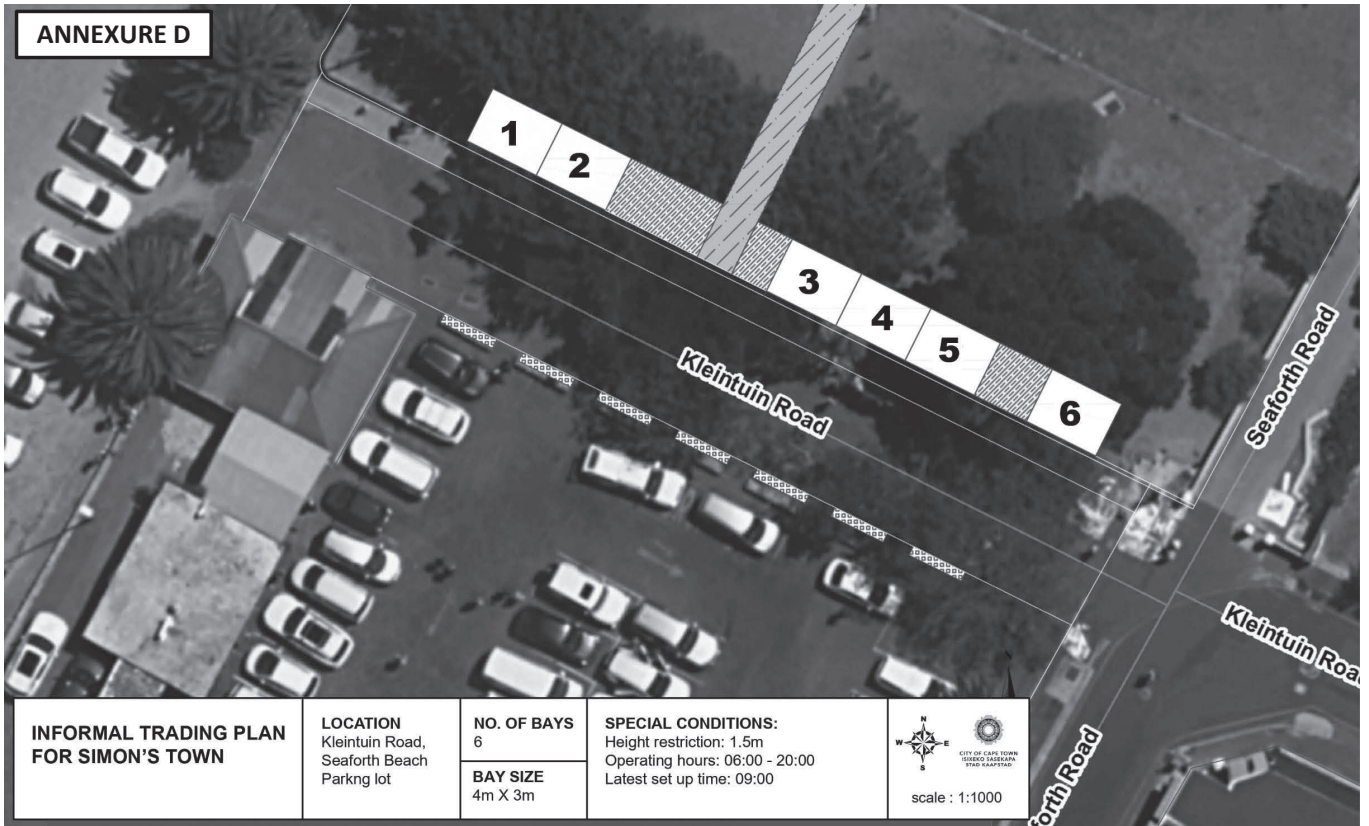 ANNEXURE D
1
2
3
4
5
6
Kleintuin Road
Seaforth Road
Kleintuin Road
forth Road
INFORMAL TRADING PLAN
FOR SIMON'S TOWN
LOCATION
Kleintuin Road,
Seaforth Beach
Parkng lot
NO. OF BAYS
6
BAY SIZE
4m X 3m
SPECIAL CONDITIONS:
Height restriction: 1.5m
Operating hours: 06:00 - 20:00
Latest set up time: 09:00
N
W E
S
CITY OF CAPE TOWN
ISIXEKO SASEKAPA
STAD KAAPSTAD
scale : 1:1000